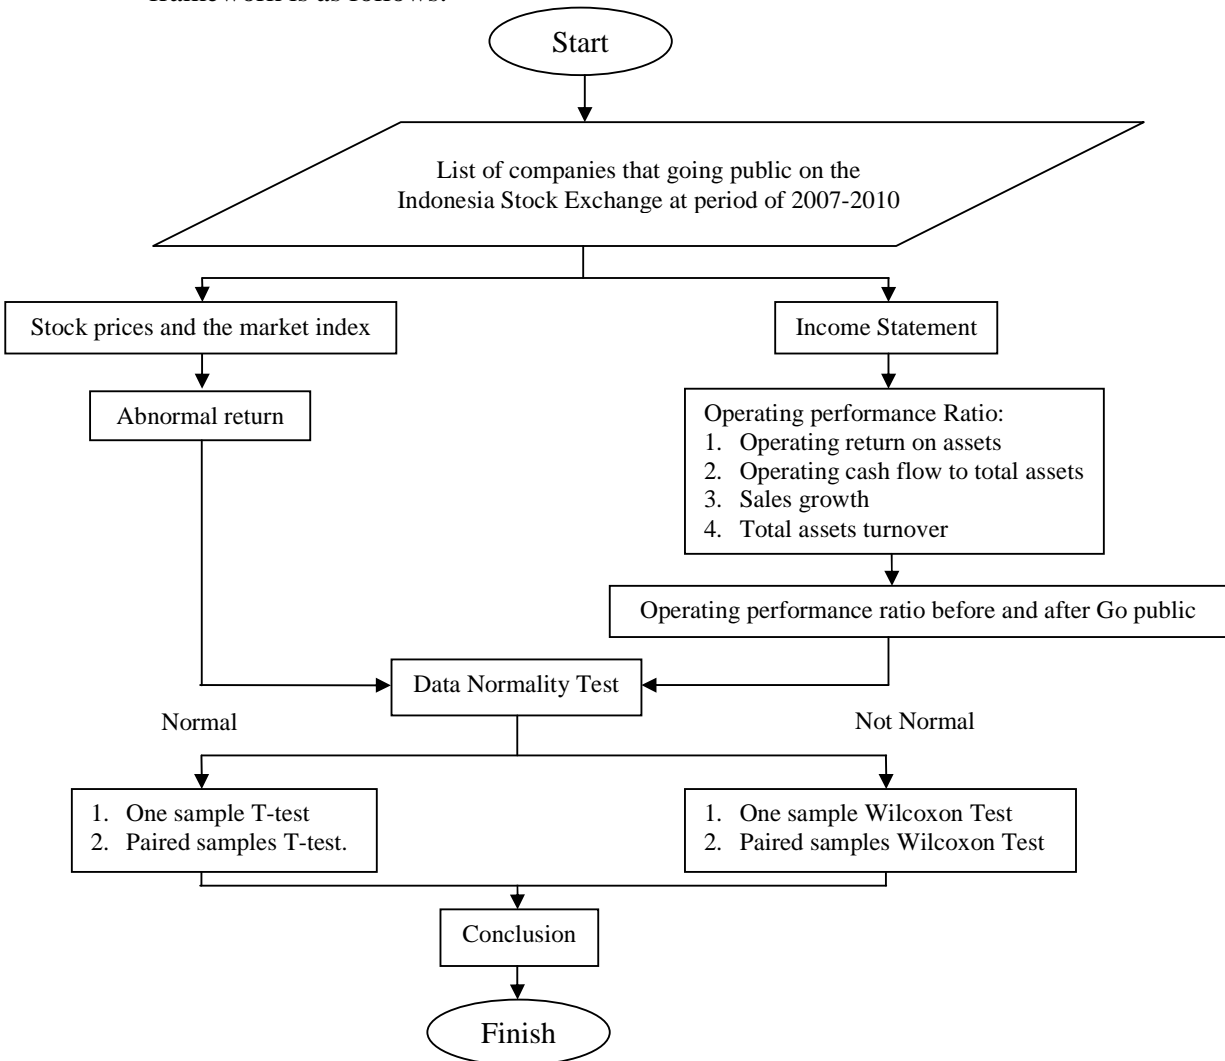 framework is as follows:
Start
List of companies that going public on the
Indonesia Stock Exchange at period of 2007-2010
Stock prices and the market index
Income Statement
Abnormal return
Operating performance Ratio:
1. Operating return on assets
2. Operating cash flow to total assets
3. Sales growth
4. Total assets turnover
Operating performance ratio before and after Go public
Data Normality Test
Normal
Not Normal
1. One sample T-test
2. Paired samples T-test.
1. One sample Wilcoxon Test
2. Paired samples Wilcoxon Test
Conclusion
Finish